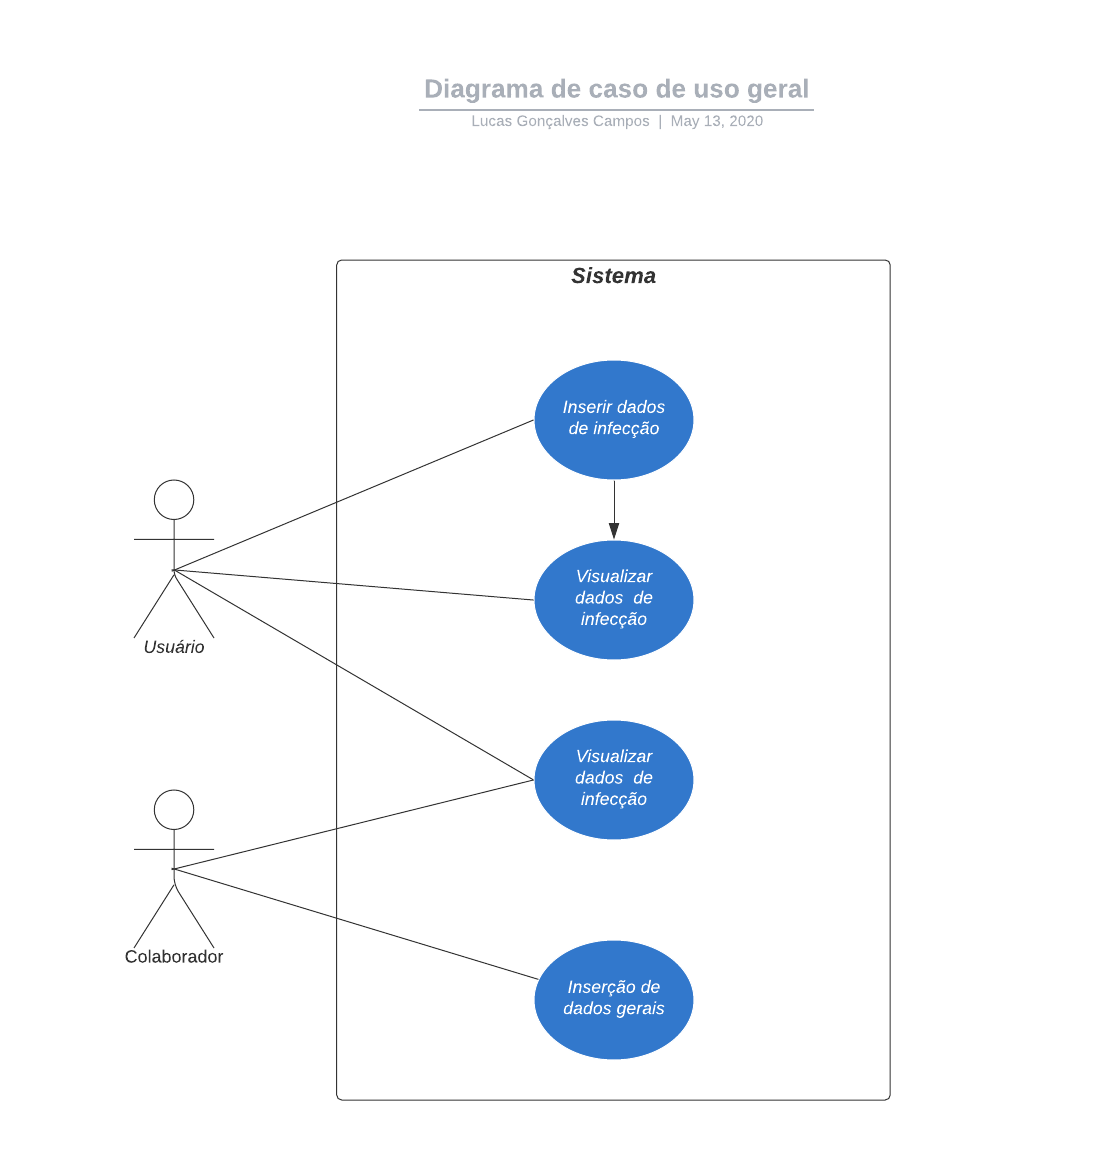 Diagrama de caso de uso geral
Lucas Gonçalves Campos | May 13, 2020
Sistema
Inserir dados
de infecção
Visualizar
dados de
infecção
Usuário
Visualizar
dados de
infecção
Colaborador
Inserção de
dados gerais